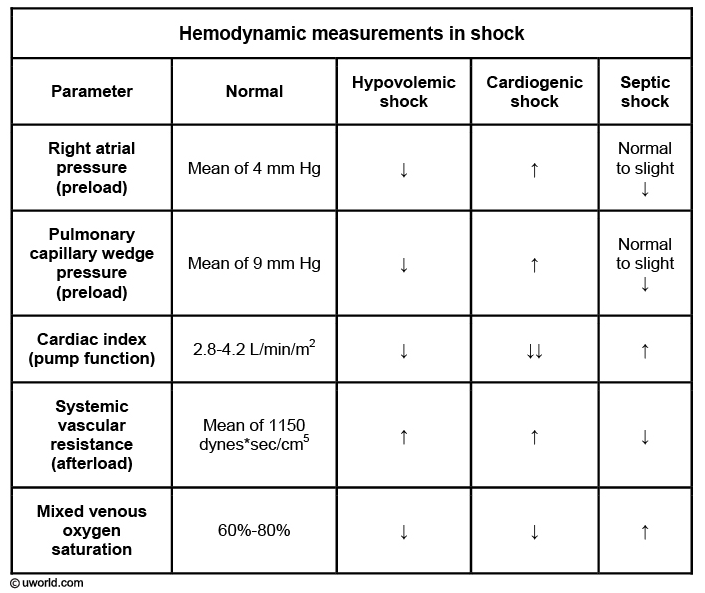 Hemodynamic measurements in shock
Parameter
Normal
Hypovolemic
shock
Cardiogenic
shock
Septic
shock
Right atrial
pressure
(preload)
Mean of 4 mm Hg
↓
↑
Normal
to slight
↓
Pulmonary
capillary wedge
pressure
(preload)
Mean of 9 mm Hg
↓
↑
Normal
to slight
↓
Cardiac index
(pump function)
2.8-4.2 L/min/m²
↓
↓↓
↑
Systemic
vascular
resistance
(afterload)
Mean of 1150
dynes*sec/cm⁵
↑
↑
↓
Mixed venous
oxygen
saturation
60%-80%
↓
↓
↑
© uworld.com